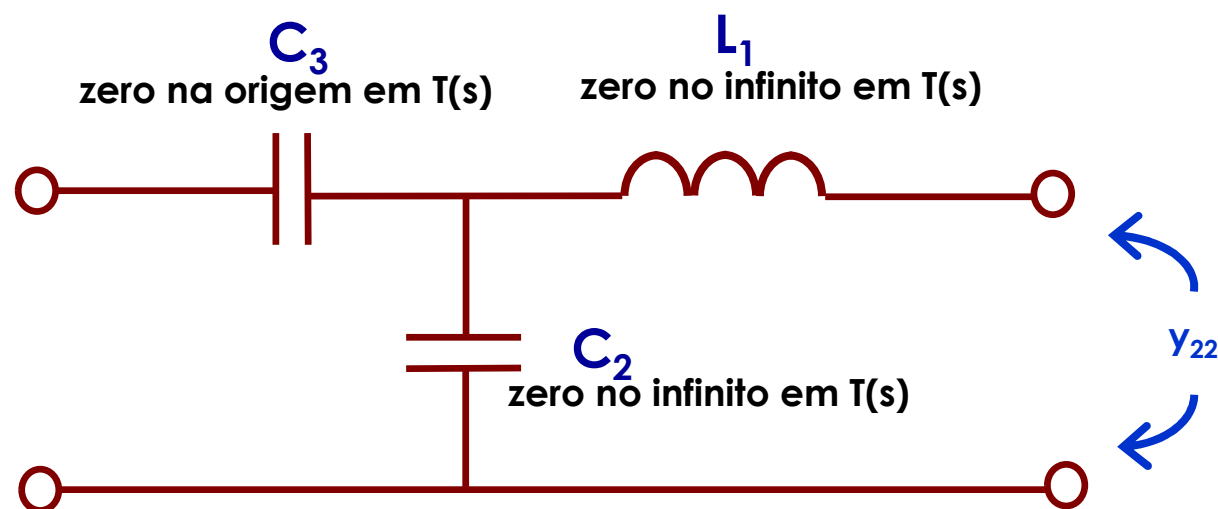 C₃
zero na origem em T(s)
L₁
zero no infinito em T(s)
C₂
zero no infinito em T(s)
y₂₂